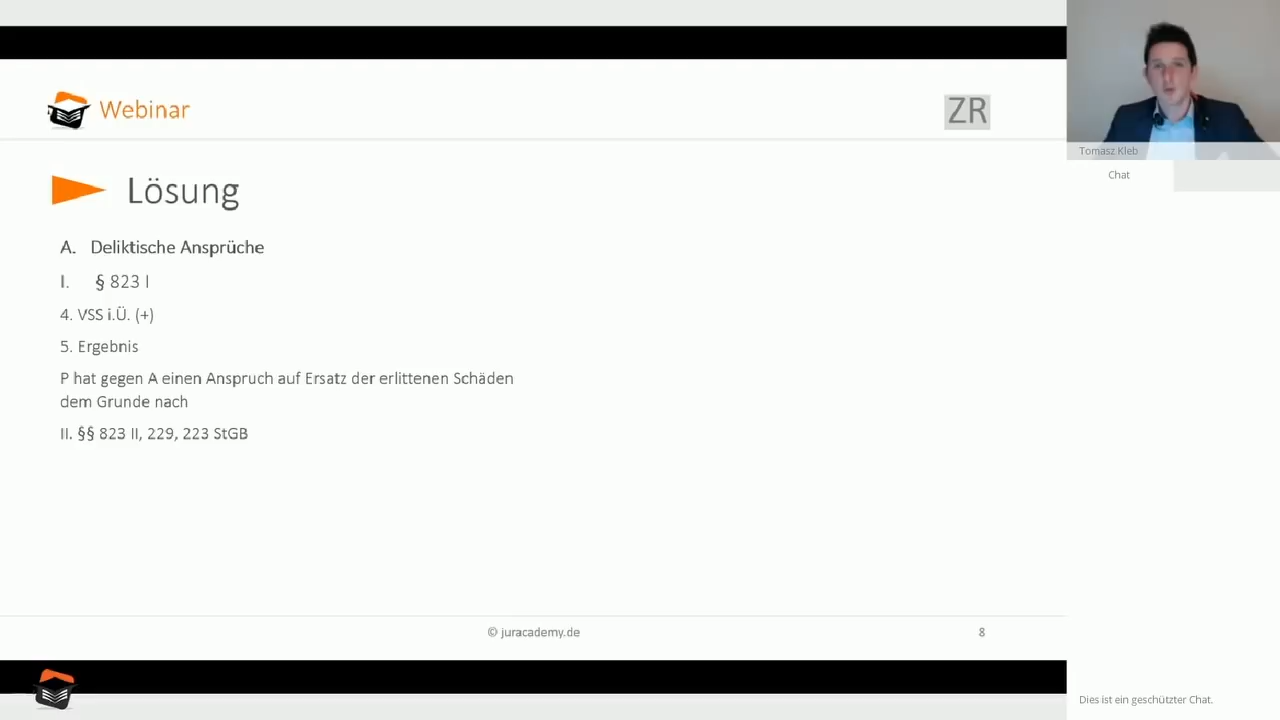 Webinar
ZR
Lösung
A. Deliktische Ansprüche
I. § 823 I
4. VSS i.Ü. (+)
5. Ergebnis
P hat gegen A einen Anspruch auf Ersatz der erlittenen Schäden
dem Grunde nach
II. §§ 823 II, 229, 223 StGB
© juracademy.de
8
Tomasz Kleb
Chat
Dies ist ein geschützter Chat.